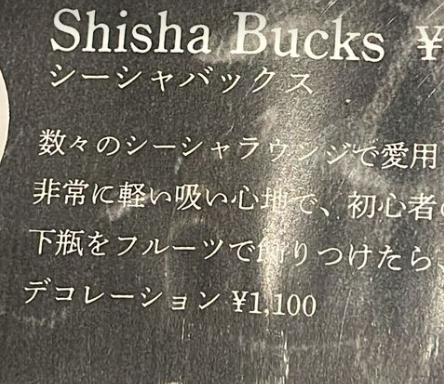 Shisha Bucks ¥
シーシャバックス
数々のシーシャラウンジで愛用
非常に軽い吸い心地で、初心者
下瓶をフルーツで飾りつけたら
デコレーション ¥1,100